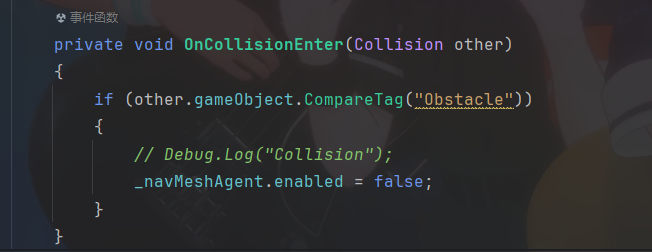 事件函数
private void OnCollisionEnter(Collision other)
{
if (other.gameObject.CompareTag("Obstacle"))
{
// Debug.Log("Collision");
_navMeshAgent.enabled = false;
}
}